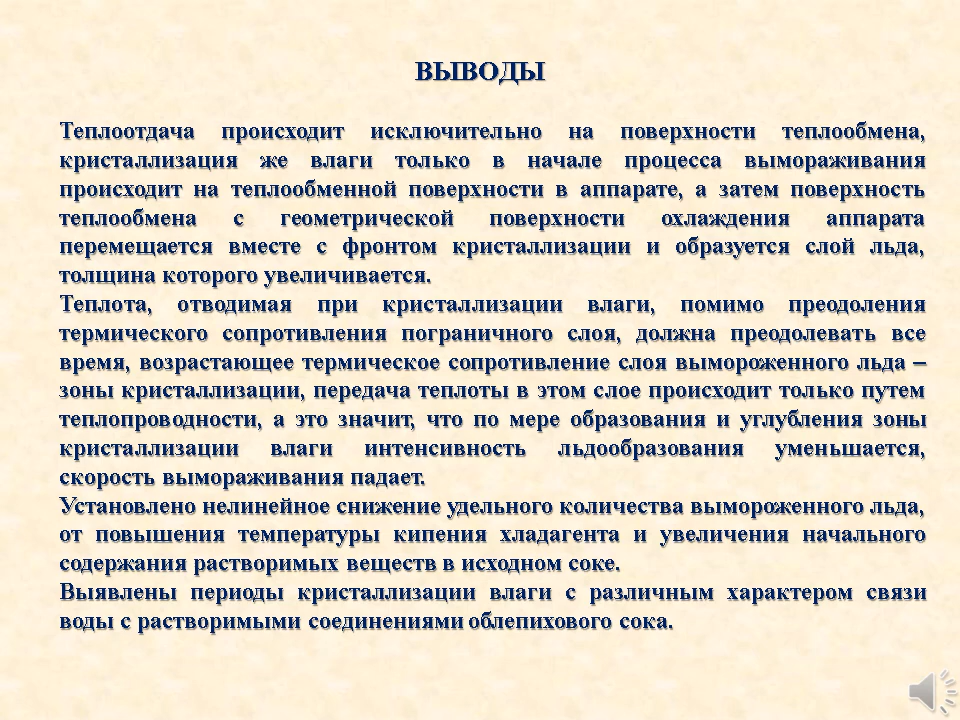 ВЫВОДЫ
Теплоотдача происходит исключительно на поверхности теплообмена,
кристаллизация же влаги только в начале процесса вымораживания
происходит на теплообменной поверхности в аппарате, а затем поверхность
теплообмена с геометрической поверхности охлаждения аппарата
перемещается вместе с фронтом кристаллизации и образуется слой льда,
толщина которого увеличивается.
Теплота, отводимая при кристаллизации влаги, помимо преодоления
термического сопротивления пограничного слоя, должна преодолевать все
время, возрастающее термическое сопротивление слоя вымороженного льда –
зоны кристаллизации, передача теплоты в этом слое происходит только путем
теплопроводности, а это значит, что по мере образования и углубления зоны
кристаллизации влаги интенсивность льдообразования уменьшается,
скорость вымораживания падает.
Установлено нелинейное снижение удельного количества вымороженного льда,
от повышения температуры кипения хладагента и увеличения начального
содержания растворимых веществ в исходном соке.
Выявлены периоды кристаллизации влаги с различным характером связи
воды с растворимыми соединениями облепихового сока.